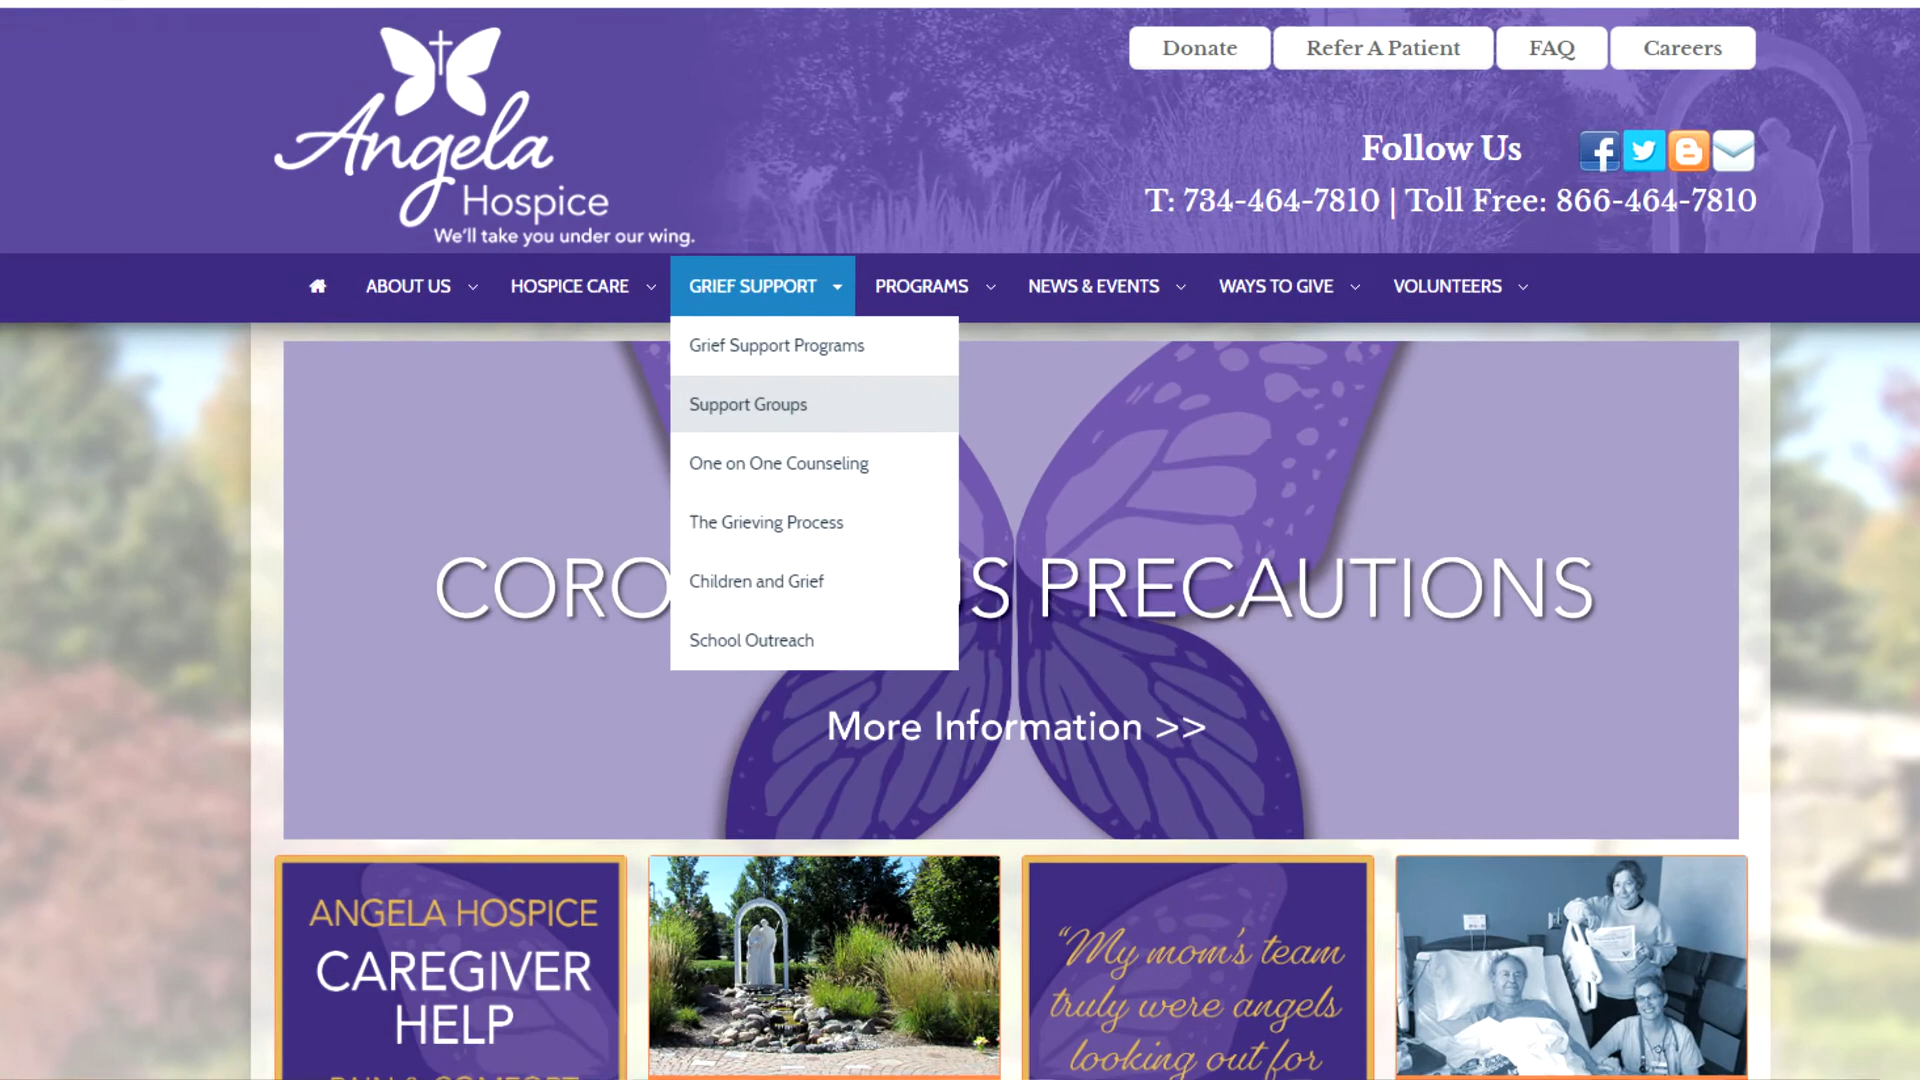 Donate
Refer A Patient
FAQ
Careers
Angela
Hospice
We'll take you under our wing.
Follow Us
T: 734-464-7810 | Toll Free: 866-464-7810
ABOUT US
HOSPICE CARE
GRIEF SUPPORT
PROGRAMS
NEWS & EVENTS
WAYS TO GIVE
VOLUNTEERS
Grief Support Programs
Support Groups
One on One Counseling
The Grieving Process
Children and Grief
School Outreach
PRECAUTIONS
More Information >>
ANGELA HOSPICE
CAREGIVER
HELP
"My mom's team
truly were angels
looking out for